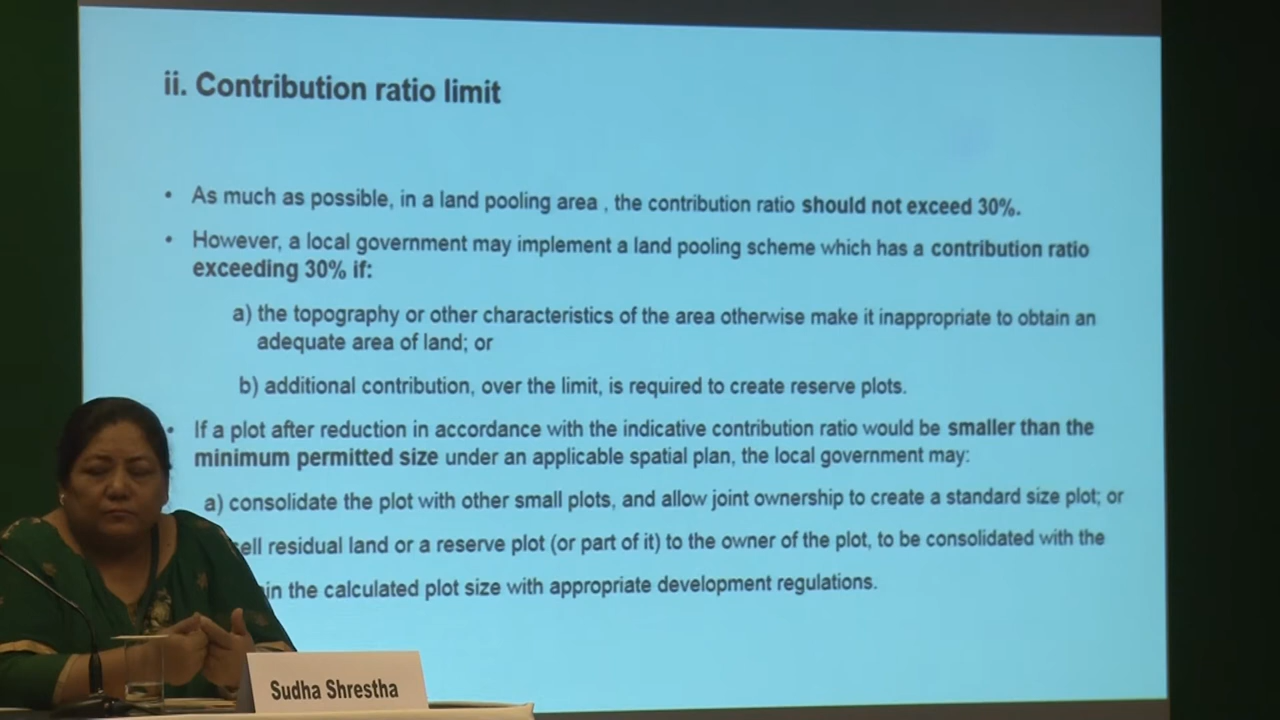 ii. Contribution ratio limit
• As much as possible, in a land pooling area , the contribution ratio should not exceed 30%.
• However, a local government may implement a land pooling scheme which has a contribution ratio
exceeding 30% if:
a) the topography or other characteristics of the area otherwise make it inappropriate to obtain an
adequate area of land; or
b) additional contribution, over the limit, is required to create reserve plots.
• If a plot after reduction in accordance with the indicative contribution ratio would be smaller than the
minimum permitted size under an applicable spatial plan, the local government may:
a) consolidate the plot with other small plots, and allow joint ownership to create a standard size plot; or
residual land or a reserve plot (or part of it) to the owner of the plot, to be consolidated with the
the calculated plot size with appropriate development regulations.
Sudha Shrestha